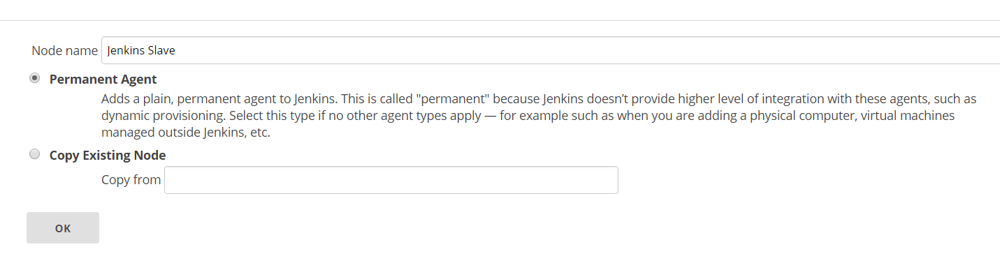 Node name Jenkins Slave
Permanent Agent
Adds a plain, permanent agent to Jenkins. This is called "permanent" because Jenkins doesn’t provide higher level of integration with these agents, such as
dynamic provisioning. Select this type if no other agent types apply — for example such as when you are adding a physical computer, virtual machines
managed outside Jenkins, etc.
Copy Existing Node
Copy from
OK